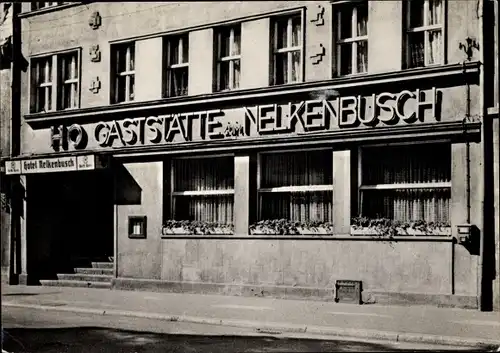 HO GASTSTÄTTE zum NELKENBUSCH
Hotel Nelkenbusch